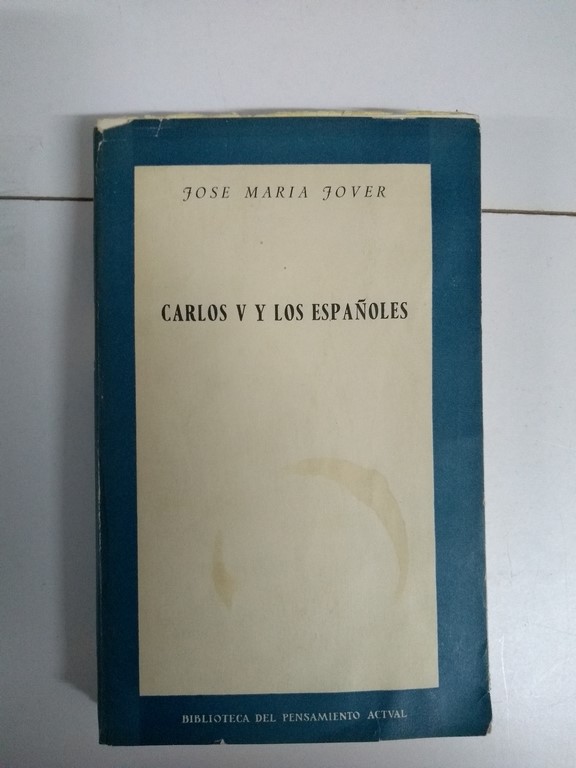 JOSE MARIA JOVER
CARLOS V Y LOS ESPAÑOLES
BIBLIOTECA DEL PENSAMIENTO ACTVAL